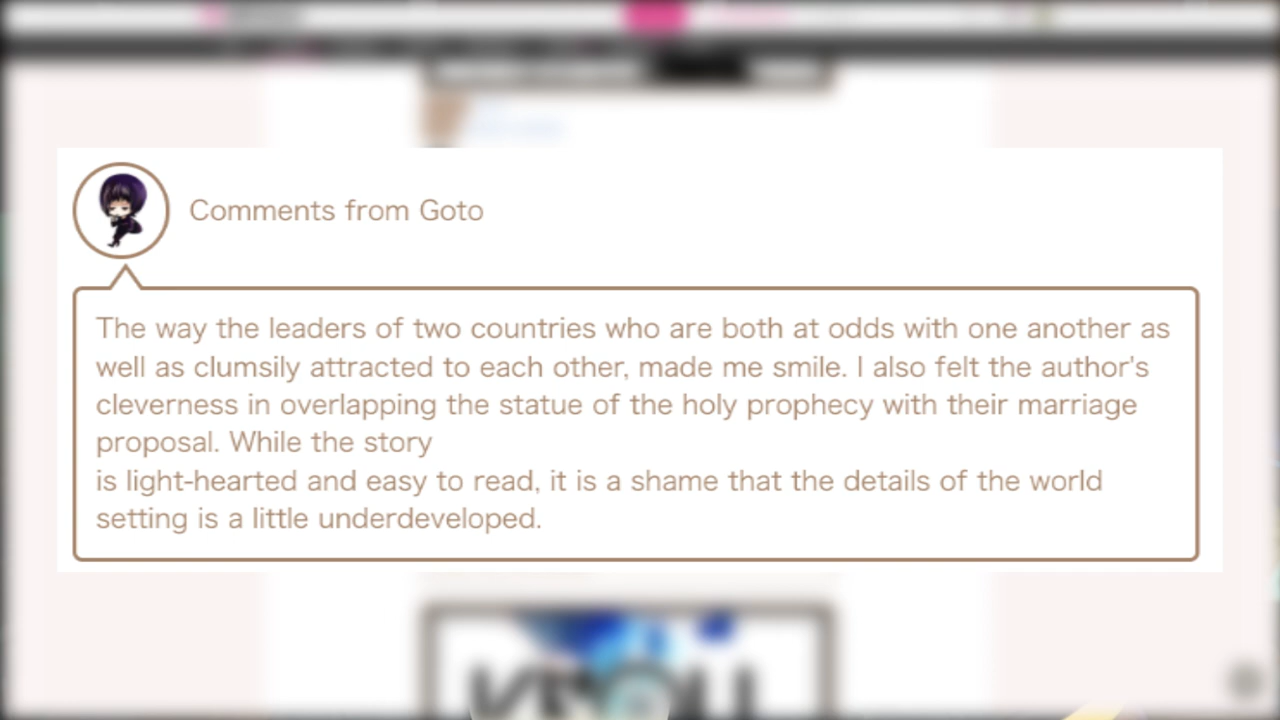 Comments from Goto
The way the leaders of two countries who are both at odds with one another as
well as clumsily attracted to each other, made me smile. I also felt the author's
cleverness in overlapping the statue of the holy prophecy with their marriage
proposal. While the story
is light-hearted and easy to read, it is a shame that the details of the world
setting is a little underdeveloped.